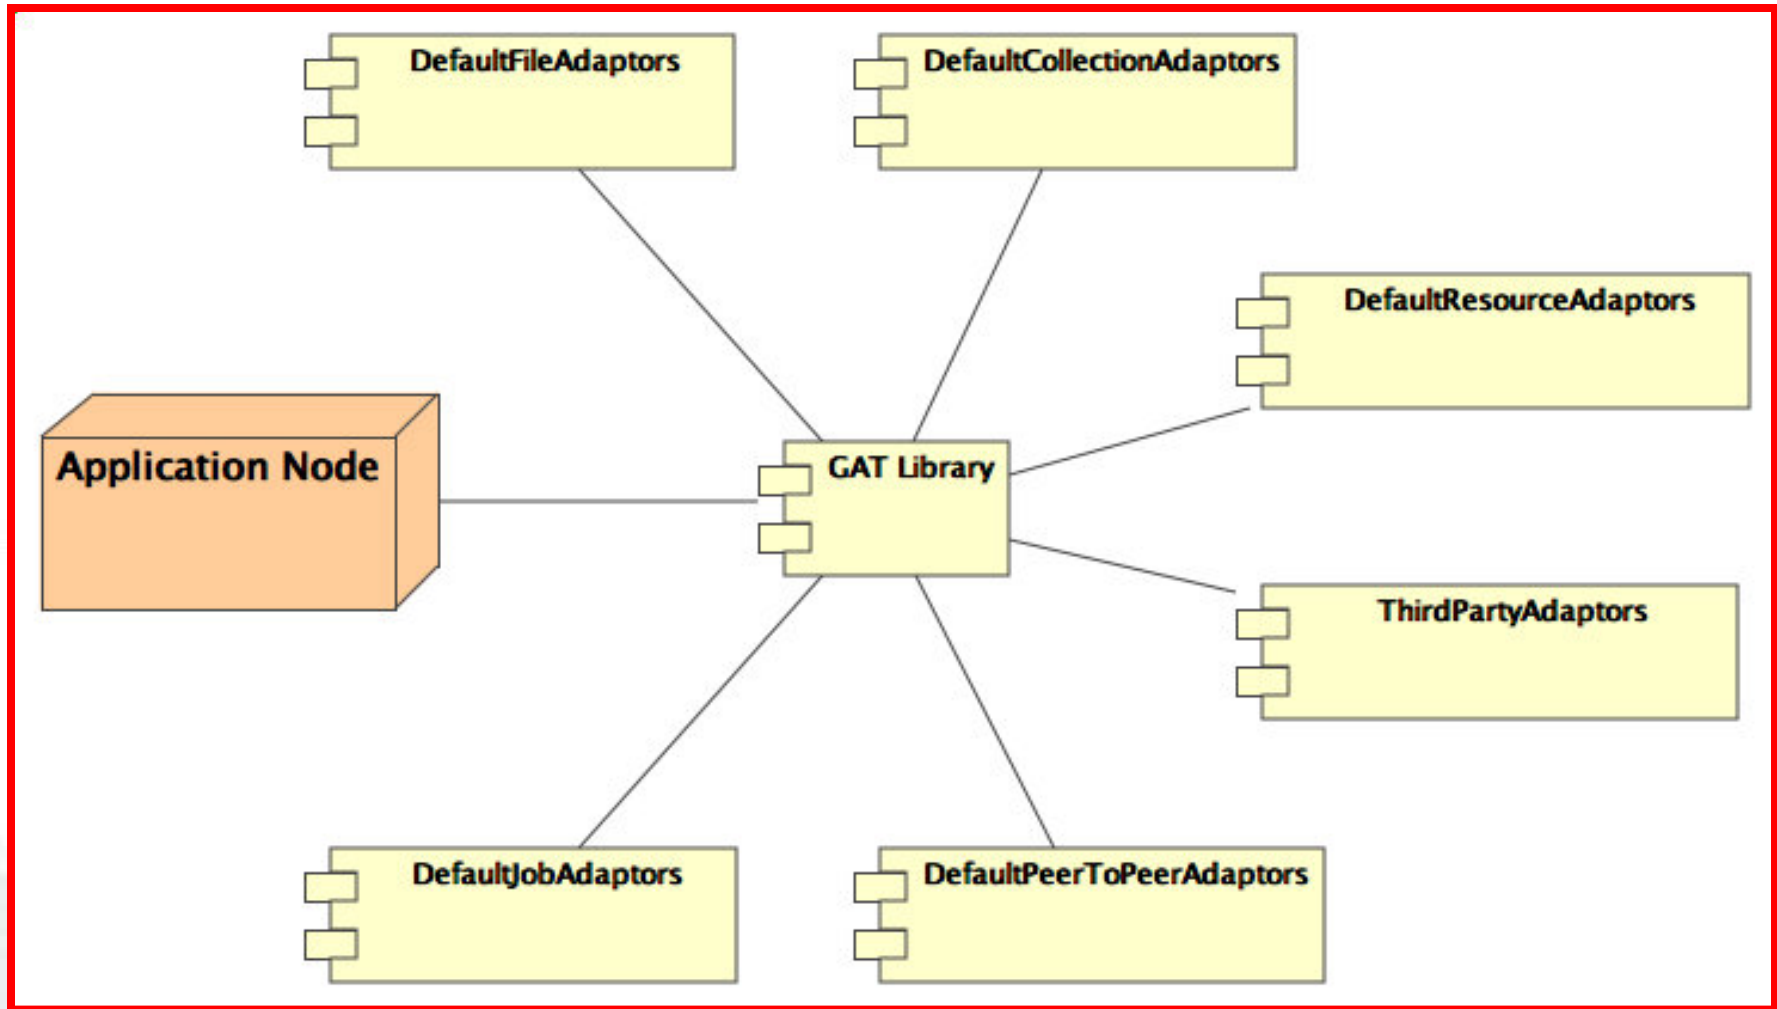 DefaultFileAdaptors
DefaultCollectionAdaptors
DefaultResourceAdaptors
Application Node
GAT Library
ThirdPartyAdaptors
DefaultJobAdaptors
DefaultPeerToPeerAdaptors